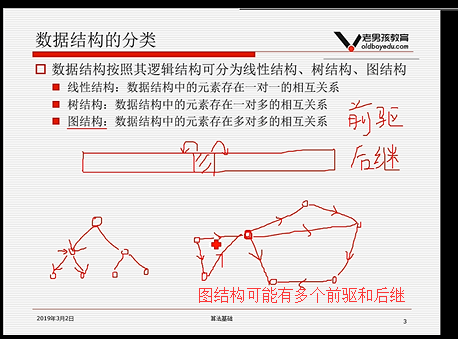 数据结构的分类
老男孩教育
oldboyedu.com
数据结构按照其逻辑结构可分为线性结构、树结构、图结构
线性结构：数据结构中的元素存在一对一的相互关系
树结构：数据结构中的元素存在一对多的相互关系
图结构：数据结构中的元素存在多对多的相互关系
前驱
后继
图结构可能有多个前驱和后继
2019年3月2日
算法基础
3